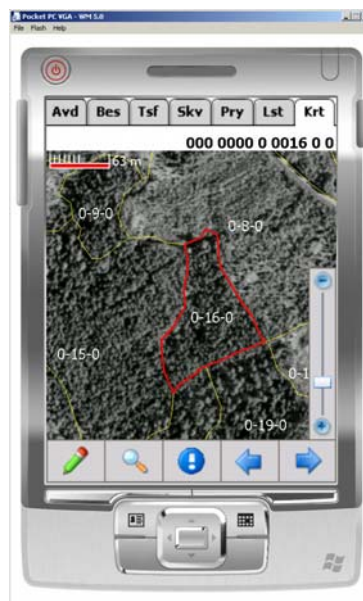 Pocket PC VGA - WM 5.0
File Flash Help
Avd Bes Tsf Skv Pry Lst Krt
000 0000 0 0016 0 0
63 m
0-9-0
0-8-0
0-16-0
0-15-0
0-1
0-19-0